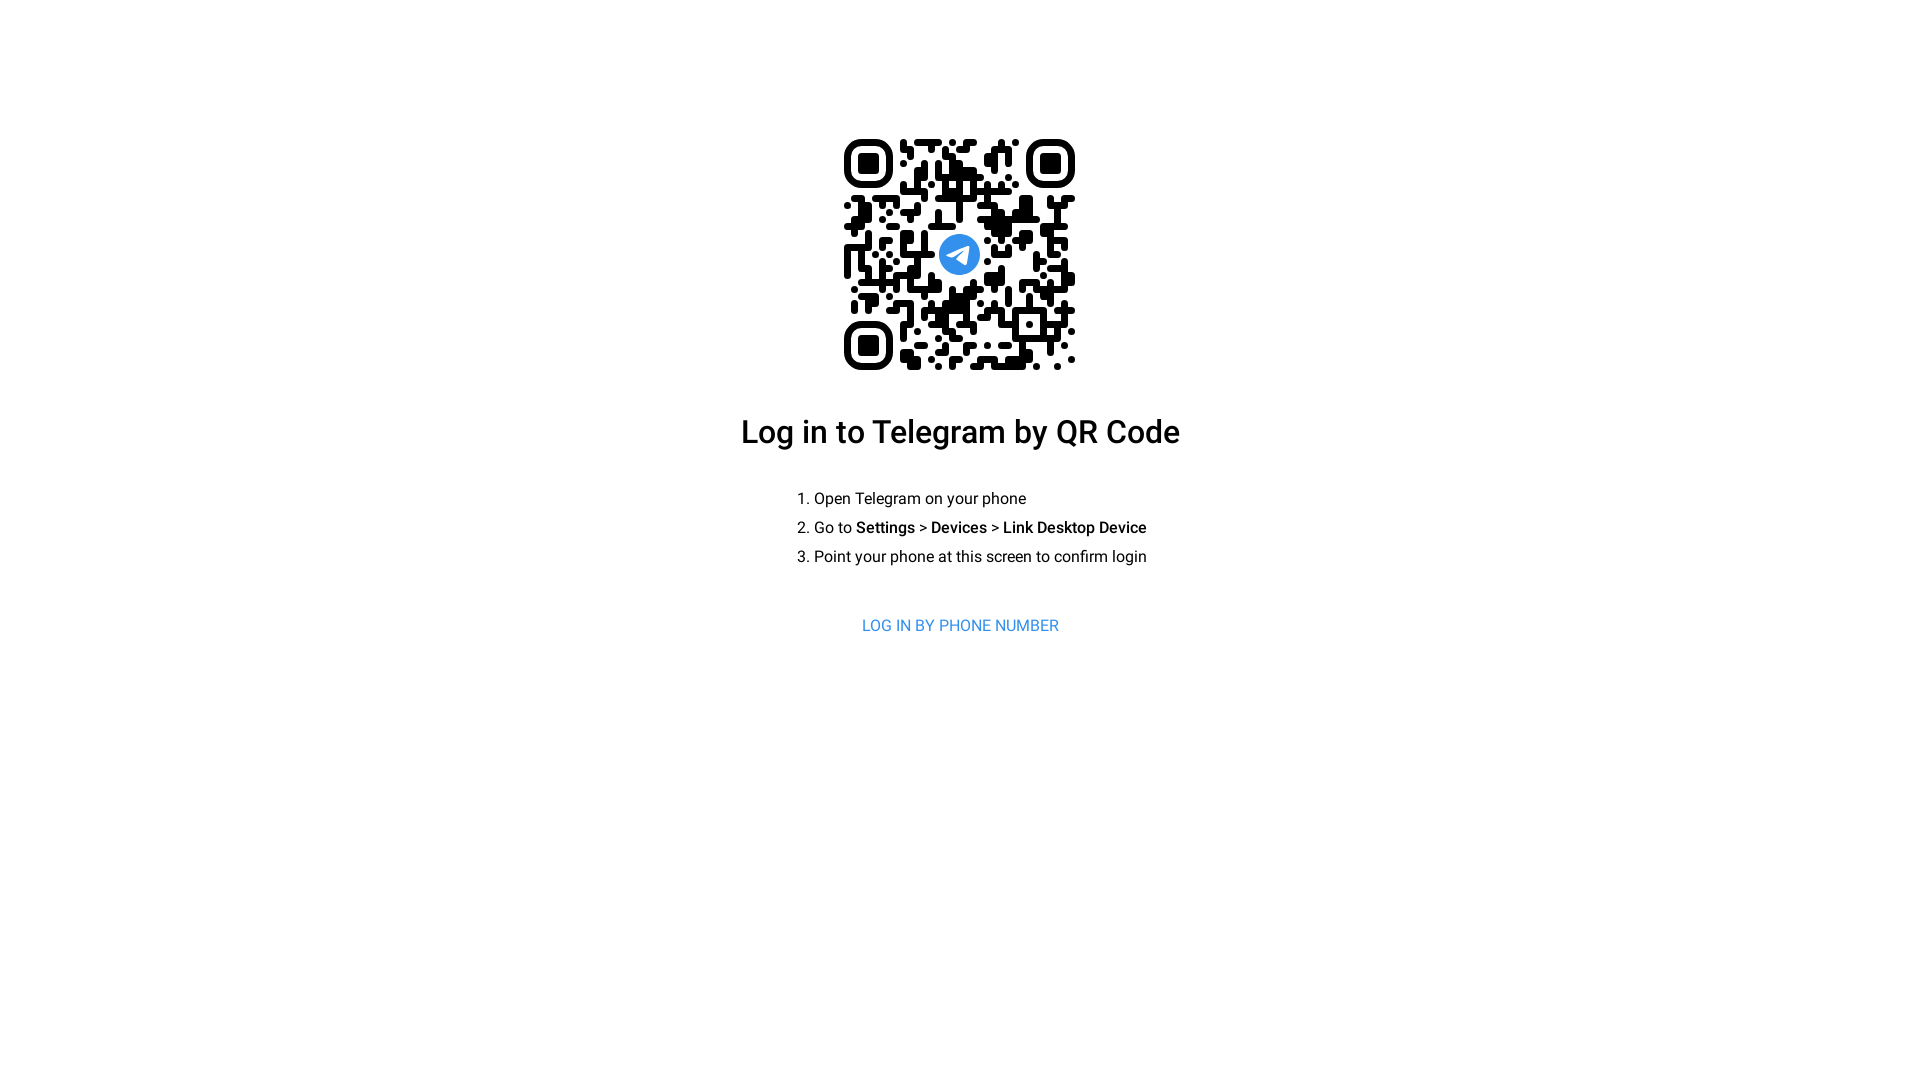 Log in to Telegram by QR Code
1. Open Telegram on your phone
2. Go to Settings > Devices > Link Desktop Device
3. Point your phone at this screen to confirm login
LOG IN BY PHONE NUMBER